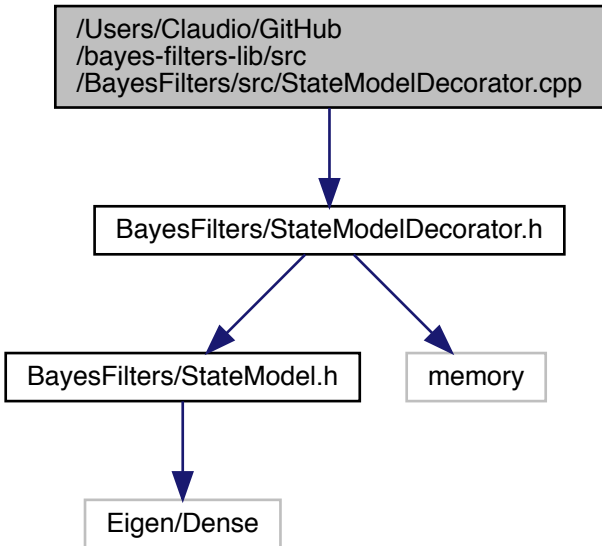 /Users/Claudio/GitHub
/bayes-filters-lib/src
/BayesFilters/src/StateModelDecorator.cpp
BayesFilters/StateModelDecorator.h
BayesFilters/StateModel.h
memory
Eigen/Dense